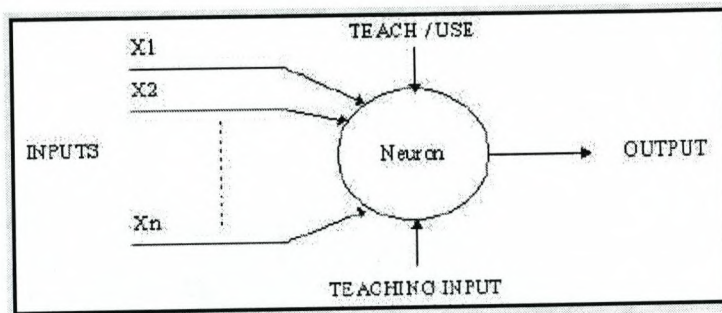 TEACH / USE
X1
X2
INPUTS
Neuron
OUTPUT
Xn
TEACHING INPUT